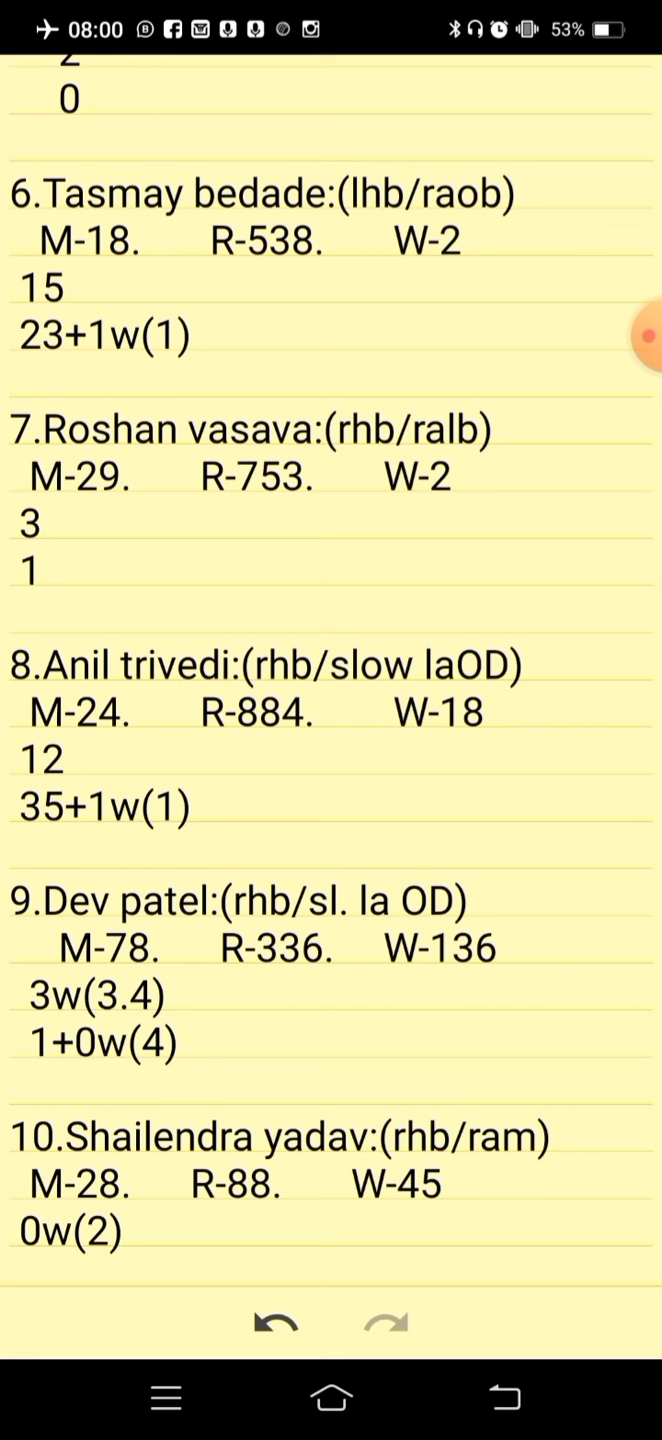 08:00
53%
0
6.Tasmay bedade:(lhb/raob)
M-18. R-538. W-2
15
23+1w(1)
7.Roshan vasava:(rhb/ralb)
M-29. R-753. W-2
3
1
8.Anil trivedi:(rhb/slow laOD)
M-24. R-884. W-18
12
35+1w(1)
9.Dev patel:(rhb/sl. la OD)
M-78. R-336. W-136
3w(3.4)
1+0w(4)
10.Shailendra yadav:(rhb/ram)
M-28. R-88. W-45
0w(2)